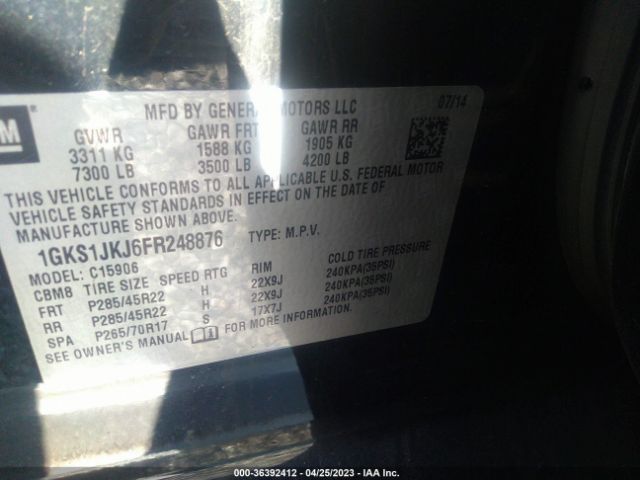 GM
MFD BY GENERAL MOTORS LLC 07/14
GVWR GAWR FRT GAWR RR
3311 KG 1588 KG 1905 KG
7300 LB 3500 LB 4200 LB
THIS VEHICLE CONFORMS TO ALL APPLICABLE U.S. FEDERAL MOTOR
VEHICLE SAFETY STANDARDS IN EFFECT ON THE DATE OF
MANUFACTURE SHOWN ABOVE.
1GKS1JKJ6FR248876 TYPE: M.P.V.
MODEL: C15906
CBMB TIRE SIZE SPEED RTG RIM COLD TIRE PRESSURE
FRT P285/45R22 H 22X9J 240KPA(35PSI)
RR P285/45R22 H 22X9J 240KPA(35PSI)
SPA P265/70R17 S 17X7J 240KPA(35PSI)
SEE OWNER'S MANUAL FOR MORE INFORMATION.
000-36392412 - 04/25/2023 - IAA Inc.